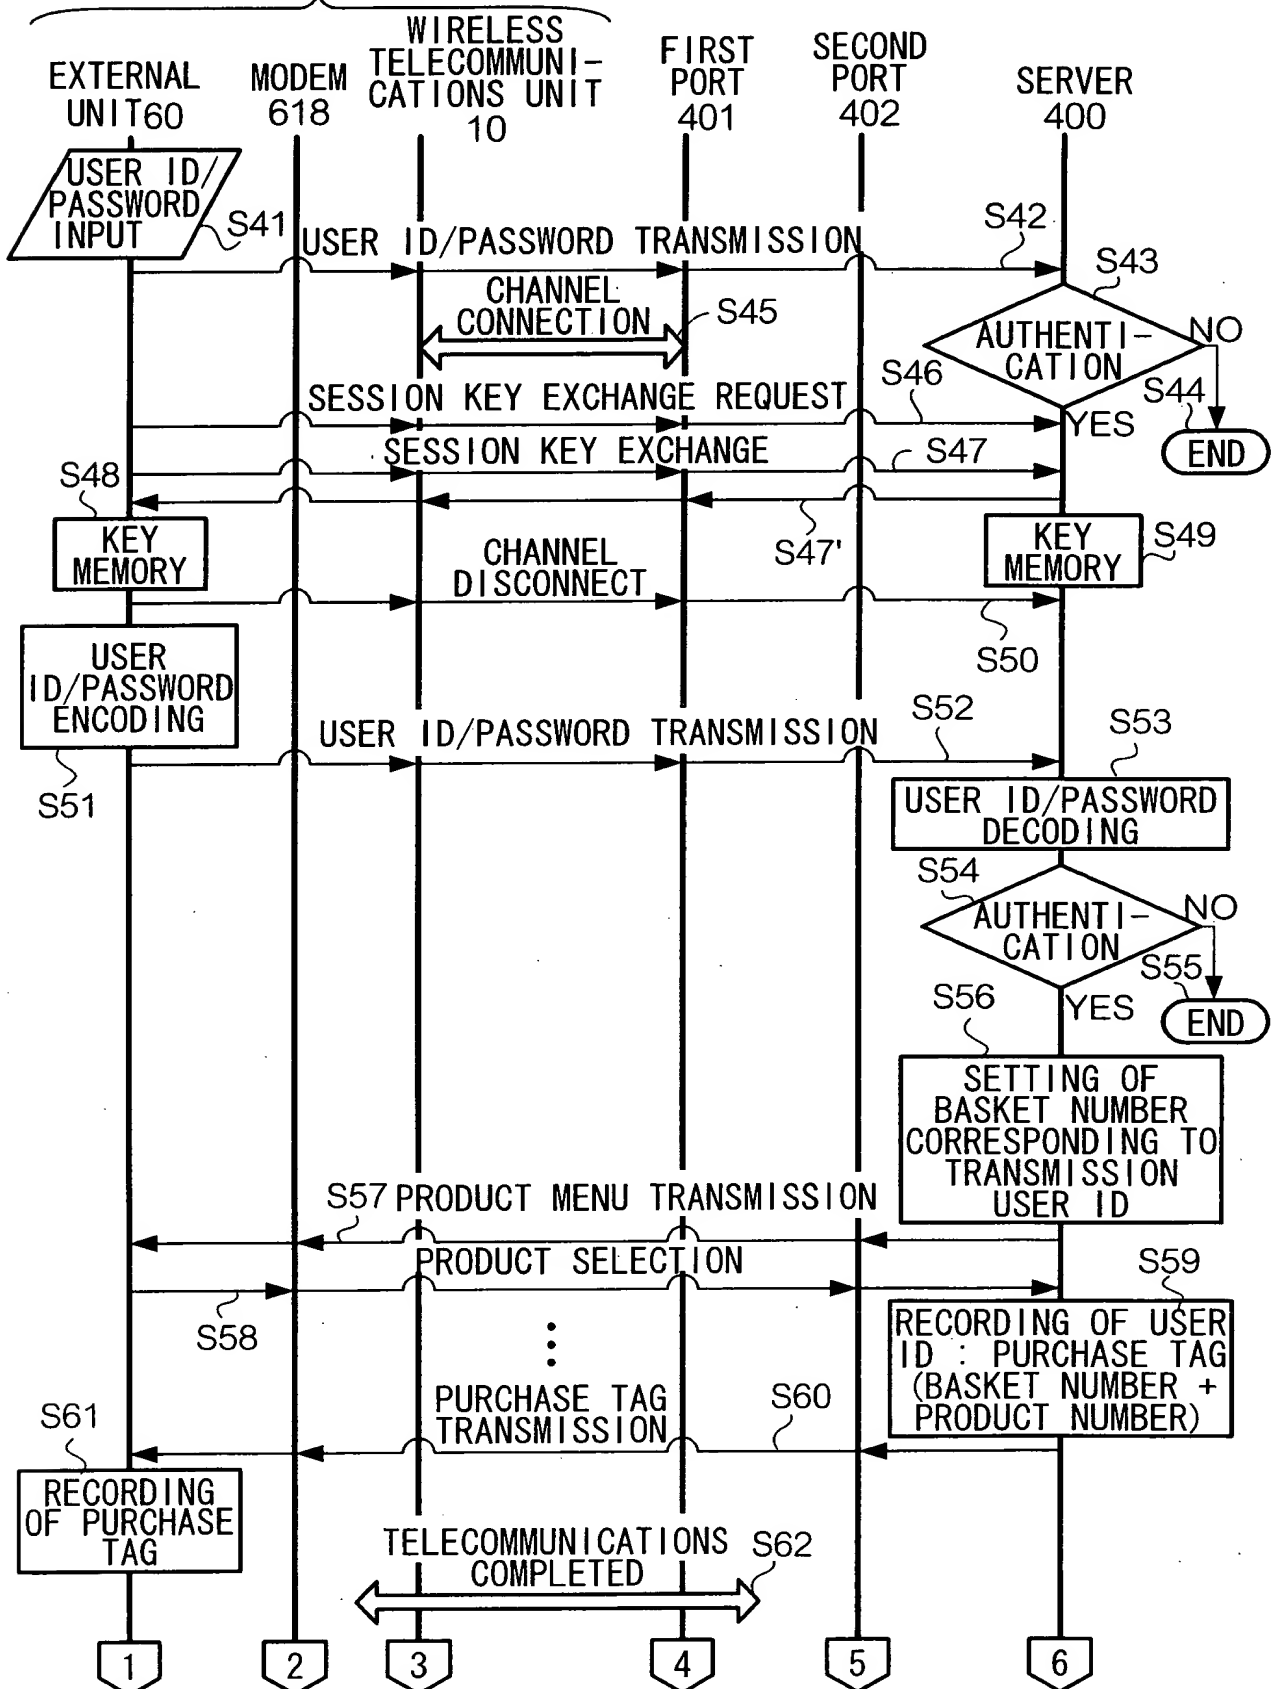 EXTERNAL
UNIT60
MODEM
618
WIRELESS
TELECOMMUNI-
CATIONS UNIT
10
FIRST
PORT
401
SECOND
PORT
402
SERVER
400
USER ID/
PASSWORD
INPUT
S41
USER ID/PASSWORD TRANSMISSION
S42
S43
CHANNEL
CONNECTION
S45
AUTHENTI-
CATION
NO
S44
END
YES
SESSION KEY EXCHANGE REQUEST
S46
SESSION KEY EXCHANGE
S47
S48
KEY
MEMORY
S47'
KEY
MEMORY
S49
CHANNEL
DISCONNECT
S50
USER
ID/PASSWORD
ENCODING
S51
USER ID/PASSWORD TRANSMISSION
S52
S53
USER ID/PASSWORD
DECODING
S54
AUTHENTI-
CATION
NO
S55
END
YES
S56
SETTING OF
BASKET NUMBER
CORRESPONDING TO
TRANSMISSION
USER ID
S57
PRODUCT MENU TRANSMISSION
PRODUCT SELECTION
S58
S59
RECORDING OF USER
ID : PURCHASE TAG
(BASKET NUMBER +
PRODUCT NUMBER)
PURCHASE TAG
TRANSMISSION
S60
S61
RECORDING
OF PURCHASE
TAG
TELECOMMUNICATIONS
COMPLETED
S62
1
2
3
4
5
6